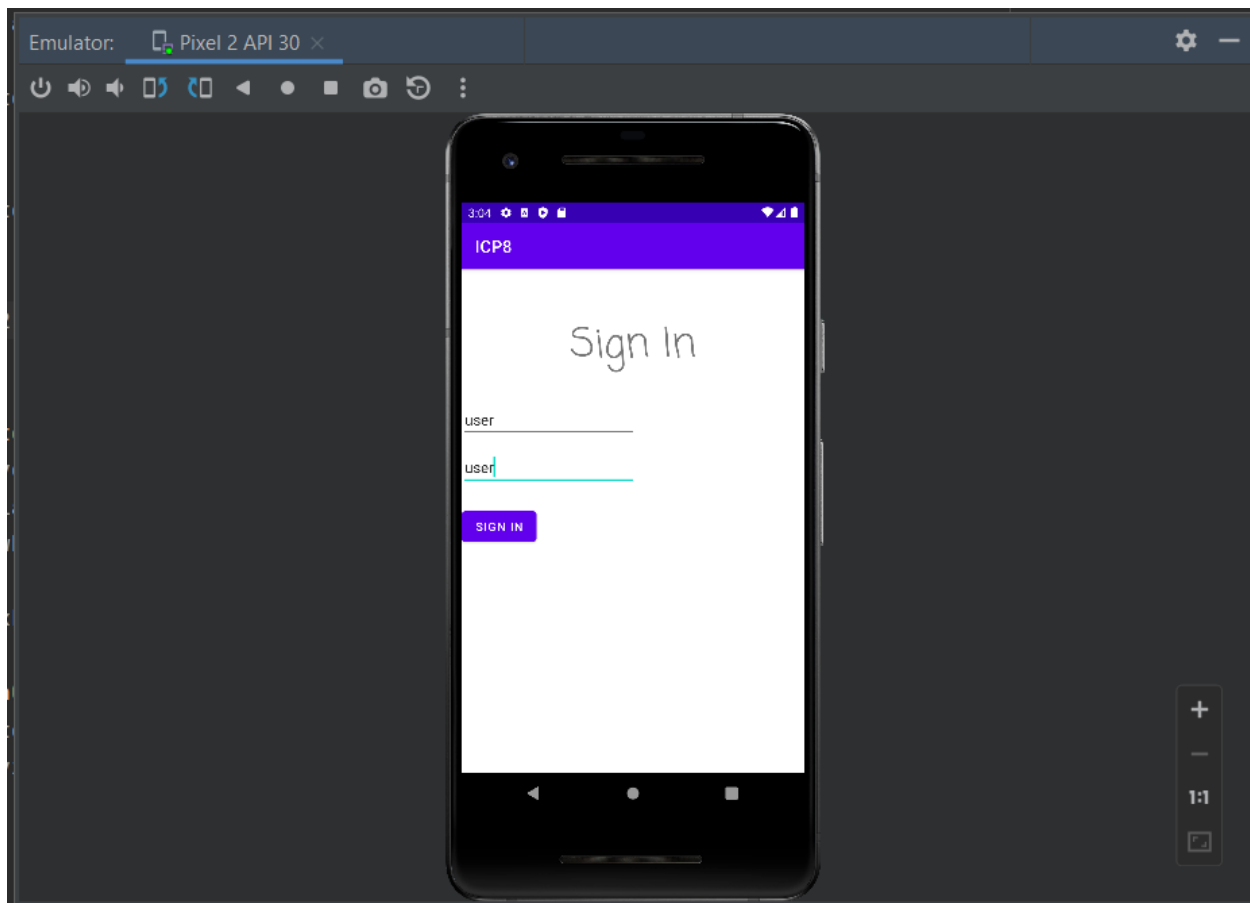 Emulator: Pixel 2 API 30
3:04
ICP8
Sign In
user
user
SIGN IN
1:1